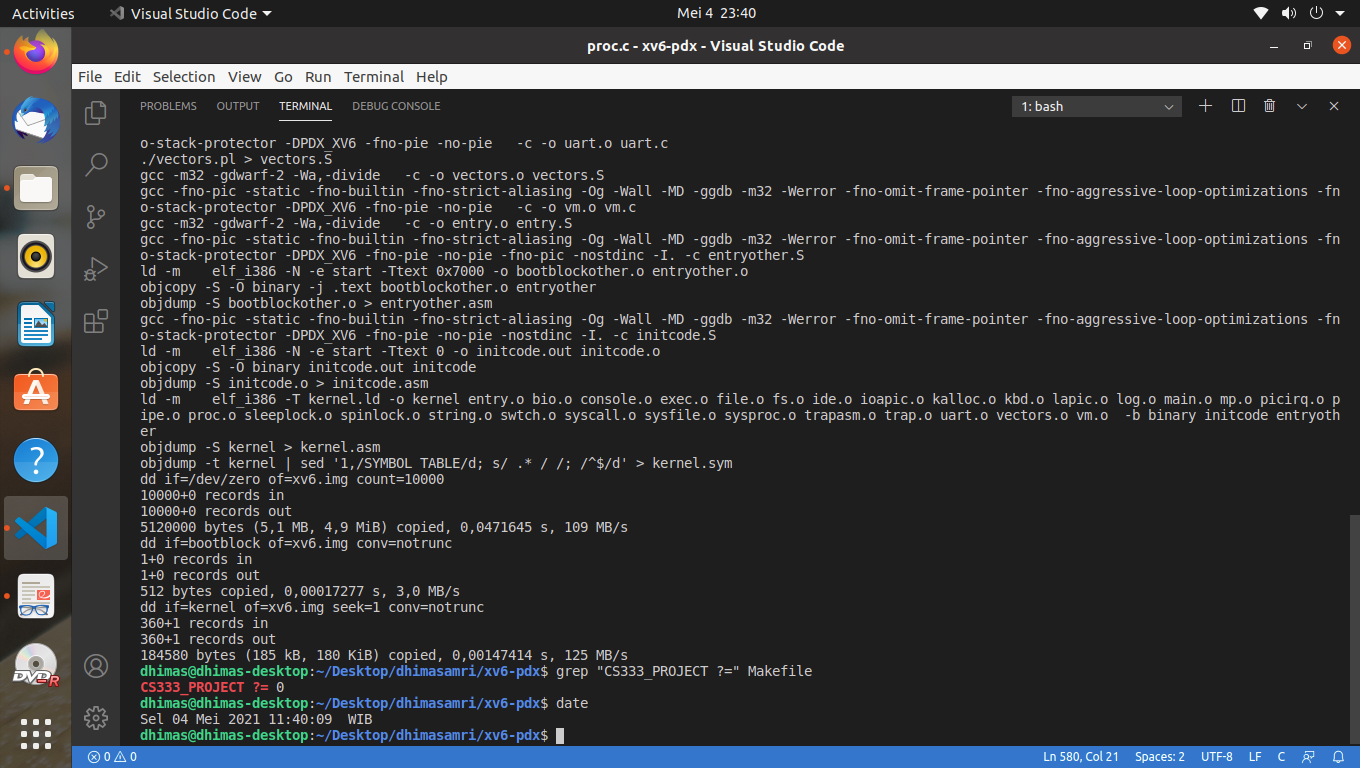 Activities
Visual Studio Code
Mei 4 23:40
proc.c - xv6-pdx - Visual Studio Code
File Edit Selection View Go Run Terminal Help
PROBLEMS OUTPUT TERMINAL DEBUG CONSOLE
1: bash
o-stack-protector -DPDX_XV6 -fno-pie -no-pie   -c -o uart.o uart.c
./vectors.pl > vectors.S
gcc -m32 -gdwarf-2 -Wa,-divide   -c -o vectors.o vectors.S
gcc -fno-pic -static -fno-builtin -fno-strict-aliasing -Og -Wall -MD -ggdb -m32 -Werror -fno-omit-frame-pointer -fno-aggressive-loop-optimizations -fn
o-stack-protector -DPDX_XV6 -fno-pie -no-pie   -c -o vm.o vm.c
gcc -m32 -gdwarf-2 -Wa,-divide   -c -o entry.o entry.S
gcc -fno-pic -static -fno-builtin -fno-strict-aliasing -Og -Wall -MD -ggdb -m32 -Werror -fno-omit-frame-pointer -fno-aggressive-loop-optimizations -fn
o-stack-protector -DPDX_XV6 -fno-pie -no-pie -fno-pic -nostdinc -I. -c entryother.S
ld -m    elf_i386 -N -e start -Ttext 0x7000 -o bootblockother.o entryother.o
objcopy -S -O binary -j .text bootblockother.o entryother
objdump -S bootblockother.o > entryother.asm
gcc -fno-pic -static -fno-builtin -fno-strict-aliasing -Og -Wall -MD -ggdb -m32 -Werror -fno-omit-frame-pointer -fno-aggressive-loop-optimizations -fn
o-stack-protector -DPDX_XV6 -fno-pie -no-pie -nostdinc -I. -c initcode.S
ld -m    elf_i386 -N -e start -Ttext 0 -o initcode.out initcode.o
objcopy -S -O binary initcode.out initcode
objdump -S initcode.o > initcode.asm
ld -m    elf_i386 -T kernel.ld -o kernel entry.o bio.o console.o exec.o file.o fs.o ide.o ioapic.o kalloc.o kbd.o lapic.o log.o main.o mp.o picirq.o p
ipe.o proc.o sleeplock.o spinlock.o string.o swtch.o syscall.o sysfile.o sysproc.o trapasm.o trap.o uart.o vectors.o vm.o  -b binary initcode entryoth
er
objdump -S kernel > kernel.asm
objdump -t kernel | sed '1,/SYMBOL TABLE/d; s/ .* / /; /^$/d' > kernel.sym
dd if=/dev/zero of=xv6.img count=10000
10000+0 records in
10000+0 records out
5120000 bytes (5,1 MB, 4,9 MiB) copied, 0,0471645 s, 109 MB/s
dd if=bootblock of=xv6.img conv=notrunc
1+0 records in
1+0 records out
512 bytes copied, 0,00017277 s, 3,0 MB/s
dd if=kernel of=xv6.img seek=1 conv=notrunc
360+1 records in
360+1 records out
184580 bytes (185 kB, 180 KiB) copied, 0,00147414 s, 125 MB/s
dhimas@dhimas-desktop:~/Desktop/dhimasamri/xv6-pdx$ grep "CS333_PROJECT ?=" Makefile
CS333_PROJECT ?= 0
dhimas@dhimas-desktop:~/Desktop/dhimasamri/xv6-pdx$ date
Sel 04 Mei 2021 11:40:09  WIB
dhimas@dhimas-desktop:~/Desktop/dhimasamri/xv6-pdx$
DVD-R
0 0
Ln 580, Col 21 Spaces: 2 UTF-8 LF C